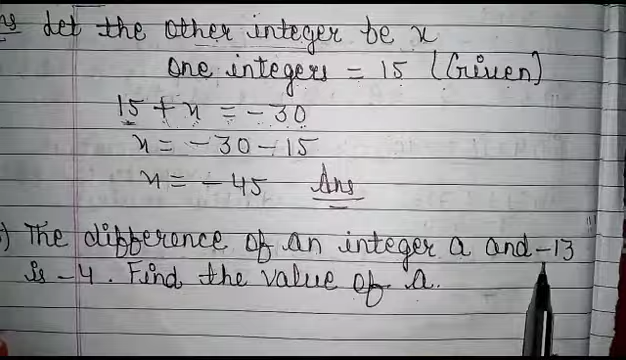 Ans let the other integer be x
one integers = 15 (Given)
15 + x = -30
x = -30-15
x = -45 Ans
) The difference of an integer a and -13
is -4. Find the value of a.